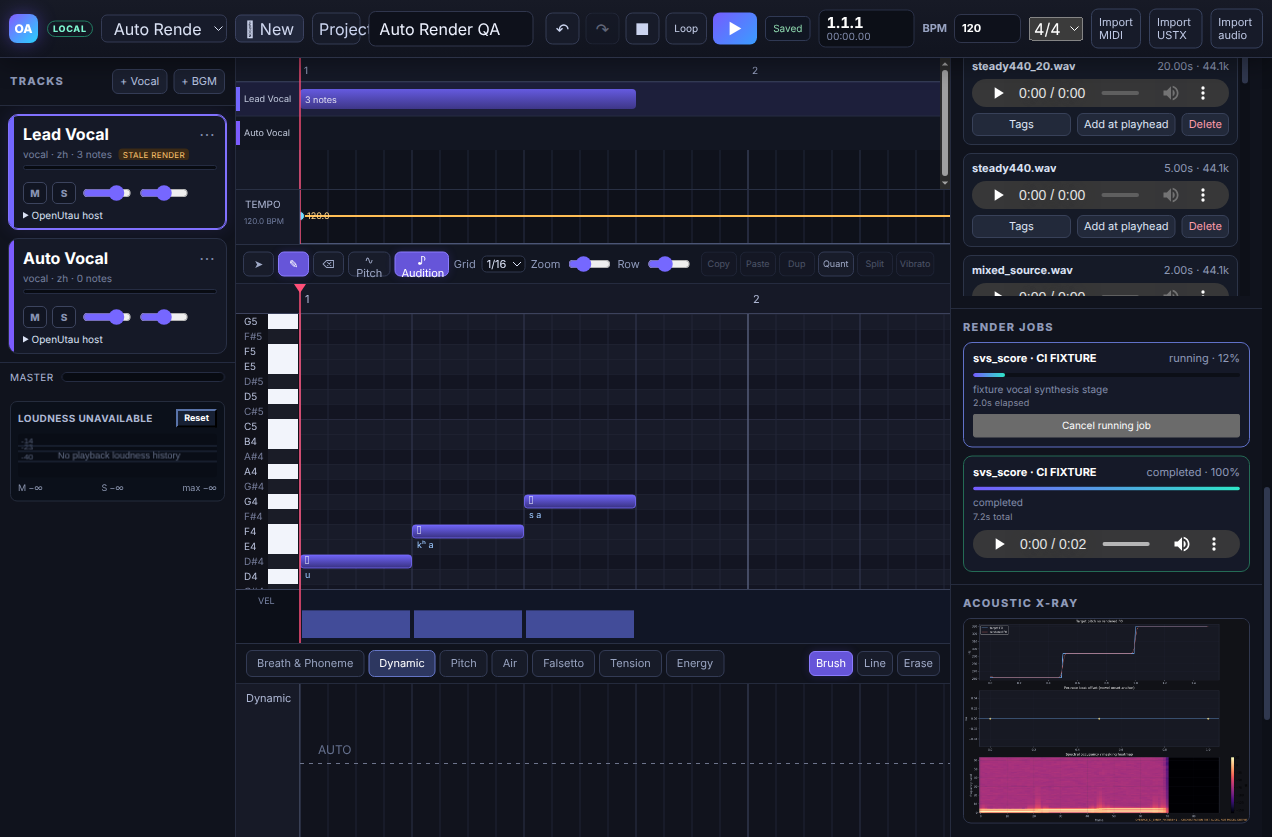 OA
LOCAL
Auto Rende
New
Project
Auto Render QA
Loop
Saved
1.1.1
00:00.00
BPM
120
4/4
Import
MIDI
Import
USTX
Import
audio
TRACKS
+ Vocal
+ BGM
Lead Vocal
...
vocal · zh · 3 notes
STALE RENDER
M
S
OpenUtau host
Auto Vocal
...
vocal · zh · 0 notes
M
S
OpenUtau host
MASTER
LOUDNESS UNAVAILABLE
Reset
-14
-23
-40
No playback loudness history
M −∞
S −∞
max −∞
1
2
Lead Vocal
3 notes
Auto Vocal
TEMPO
120.0 BPM
120.0
Pitch
Audition
Grid
1/16
Zoom
Row
Copy
Paste
Dup
Quant
Split
Vibrato
1
2
G5
F#5
F5
E5
D#5
D5
C#5
C5
B4
A#4
A4
G#4
G4
F#4
F4
E4
D#4
D4
s a
kʰ a
u
VEL
Breath & Phoneme
Dynamic
Pitch
Air
Falsetto
Tension
Energy
Brush
Line
Erase
Dynamic
AUTO
steady440_20.wav
20.00s · 44.1k
0:00 / 0:00
Tags
Add at playhead
Delete
steady440.wav
5.00s · 44.1k
0:00 / 0:00
Tags
Add at playhead
Delete
mixed_source.wav
2.00s · 44.1k
0:00 / 0:00
RENDER JOBS
svs_score · CI FIXTURE
running · 12%
fixture vocal synthesis stage
2.0s elapsed
Cancel running job
svs_score · CI FIXTURE
completed · 100%
completed
7.2s total
0:00 / 0:02
ACOUSTIC X-RAY